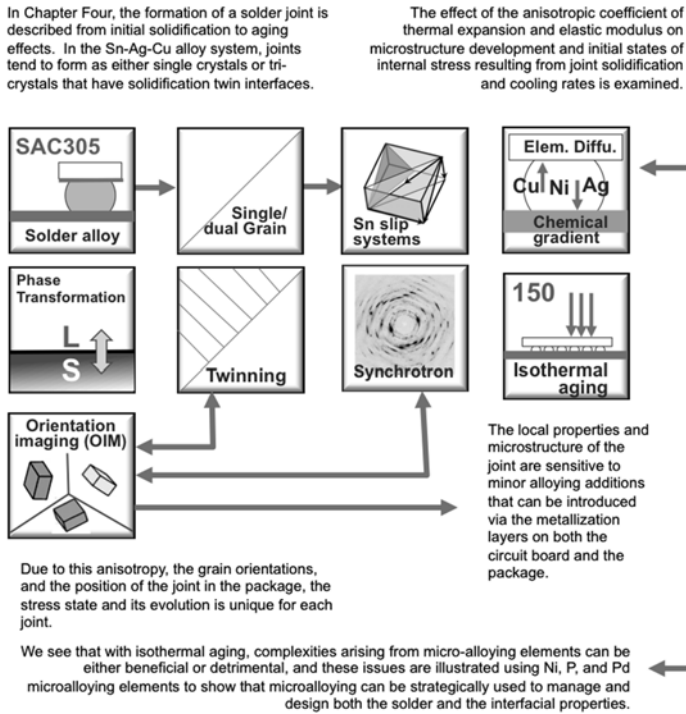 In Chapter Four, the formation of a solder joint is
described from initial solidification to aging
effects. In the Sn-Ag-Cu alloy system, joints
tend to form as either single crystals or tri-
crystals that have solidification twin interfaces.
The effect of the anisotropic coefficient of
thermal expansion and elastic modulus on
microstructure development and initial states of
internal stress resulting from joint solidification
and cooling rates is examined.
SAC305
Solder alloy
Single/
dual Grain
Sn slip
systems
Elem. Diffu.
Cu Ni Ag
Chemical
gradient
Phase
Transformation
L
S
Twinning
Synchrotron
150
Isothermal
aging
Orientation
imaging (OIM)
The local properties and
microstructure of the
joint are sensitive to
minor alloying additions
that can be introduced
via the metallization
layers on both the
circuit board and the
package.
Due to this anisotropy, the grain orientations,
and the position of the joint in the package, the
stress state and its evolution is unique for each
joint.
We see that with isothermal aging, complexities arising from micro-alloying elements can be
either beneficial or detrimental, and these issues are illustrated using Ni, P, and Pd
microalloying elements to show that microalloying can be strategically used to manage and
design both the solder and the interfacial properties.